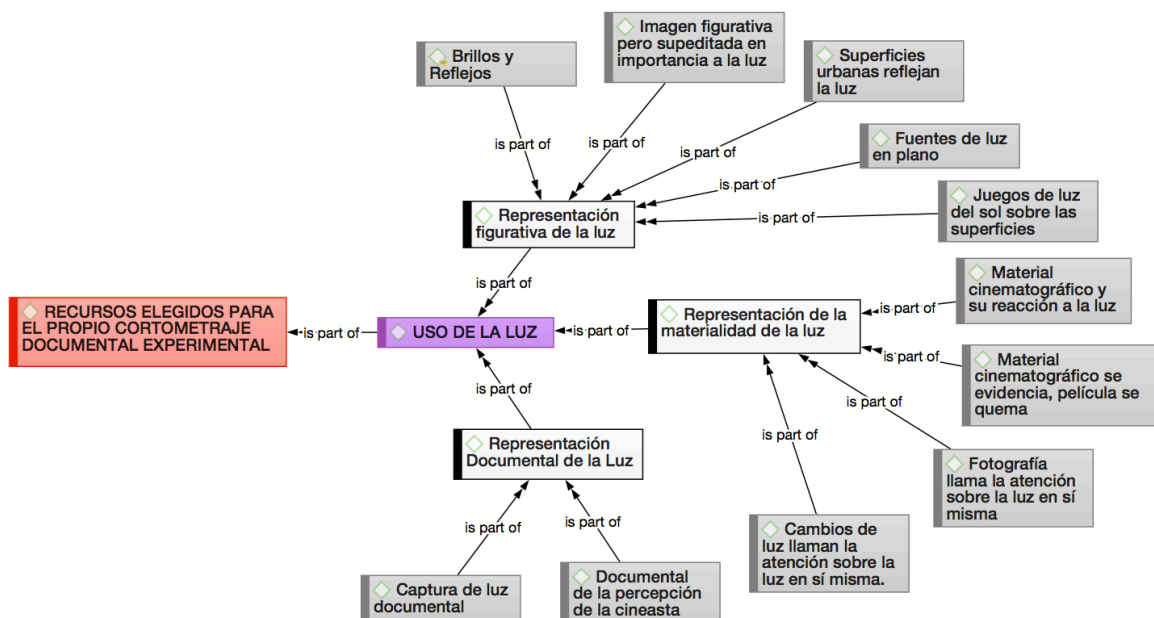 Brillos y
Reflejos
Imagen figurativa
pero supeditada en
importancia a la luz
Superficies
urbanas reflejan
la luz
Fuentes de luz
en plano
Juegos de luz
del sol sobre las
superficies
is part of
is part of
is part of
is part of
is part of
Representación
figurativa de la luz
is part of
Material
cinematográfico y
su reacción a la luz
is part of
RECURSOS ELEGIDOS PARA
EL PROPIO CORTOMETRAJE
DOCUMENTAL EXPERIMENTAL
is part of
USO DE LA LUZ
is part of
Representación de la
materialidad de la luz
is part of
Material
cinematográfico se
evidencia, película se
quema
is part of
is part of
is part of
Representación
Documental de la Luz
Fotografía
llama la atención
sobre la luz en sí
misma
is part of
is part of
Cambios de
luz llaman la
atención sobre la
luz en sí misma.
Captura de luz
documental
Documental
de la percepción
de la cineasta